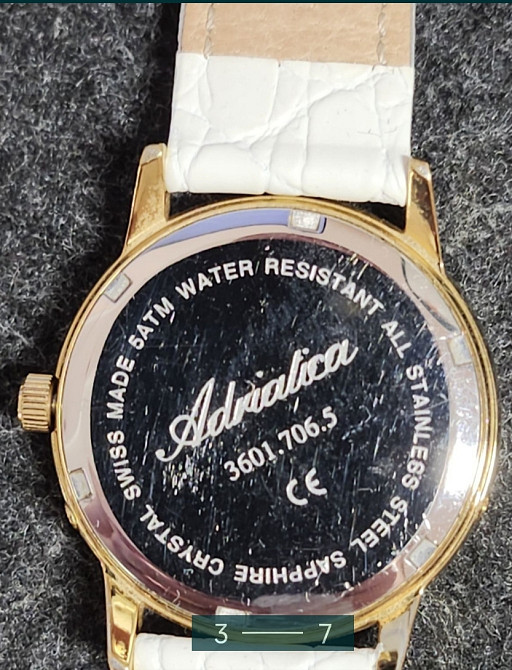 SWISS MADE 5ATM WATER RESISTANT ALL STAINLESS STEEL SAPPHIRE CRYSTAL
Adriatica
3601.706.5
CE
3 — 7